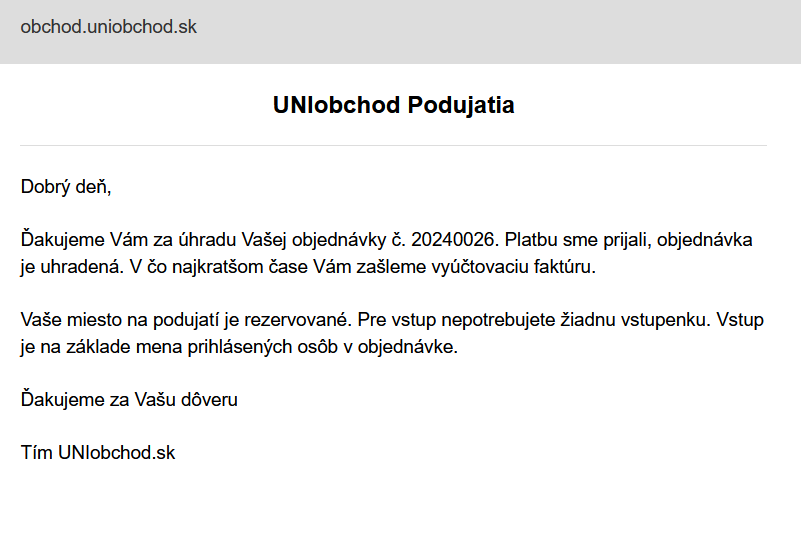 obchod.uniobchod.sk
UNIobchod Podujatia
Dobrý deň,
Ďakujeme Vám za úhradu Vašej objednávky č. 20240026. Platbu sme prijali, objednávka
je uhradená. V čo najkratšom čase Vám zašleme vyúčtovaciu faktúru.
Vaše miesto na podujatí je rezervované. Pre vstup nepotrebujete žiadnu vstupenku. Vstup
je na základe mena prihlásených osôb v objednávke.
Ďakujeme za Vašu dôveru
Tím UNIobchod.sk